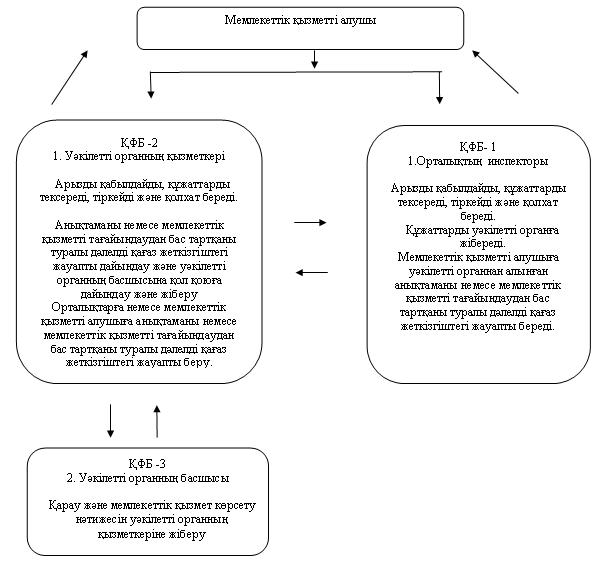 Мемлекеттік қызметті алушы
ҚФБ -2
1. Уәкілетті органның қызметкері
Арызды қабылдайды, құжаттарды
тексереді, тіркейді және қолхат береді.
Анықтаманы немесе мемлекеттік
қызметті тағайындаудан бас тартқаны
туралы дәлелді қағаз жеткізгіштегі
жауапты дайындау және уәкілетті
органның басшысына қол қоюға
дайындау және жіберу
Орталықтарға немесе мемлекеттік
қызметті алушыға анықтаманы немесе
мемлекеттік қызметті тағайындаудан
бас тартқаны туралы дәлелді қағаз
жеткізгіштегі жауапты беру.
ҚФБ- 1
1.Орталықтың инспекторы
Арызды қабылдайды, құжаттарды
тексереді, тіркейді және қолхат
береді.
Құжаттарды уәкілетті органға
жібереді.
Мемлекеттік қызметті алушыға
уәкілетті органнан алынған
анықтаманы немесе мемлекеттік
қызметті тағайындаудан бас
тартқаны туралы дәлелді қағаз
жеткізгіштегі жауапты береді.
ҚФБ -3
2. Уәкілетті органның басшысы
Қарау және мемлекеттік қызмет көрсету
нәтижесін уәкілетті органның
қызметкеріне жіберу